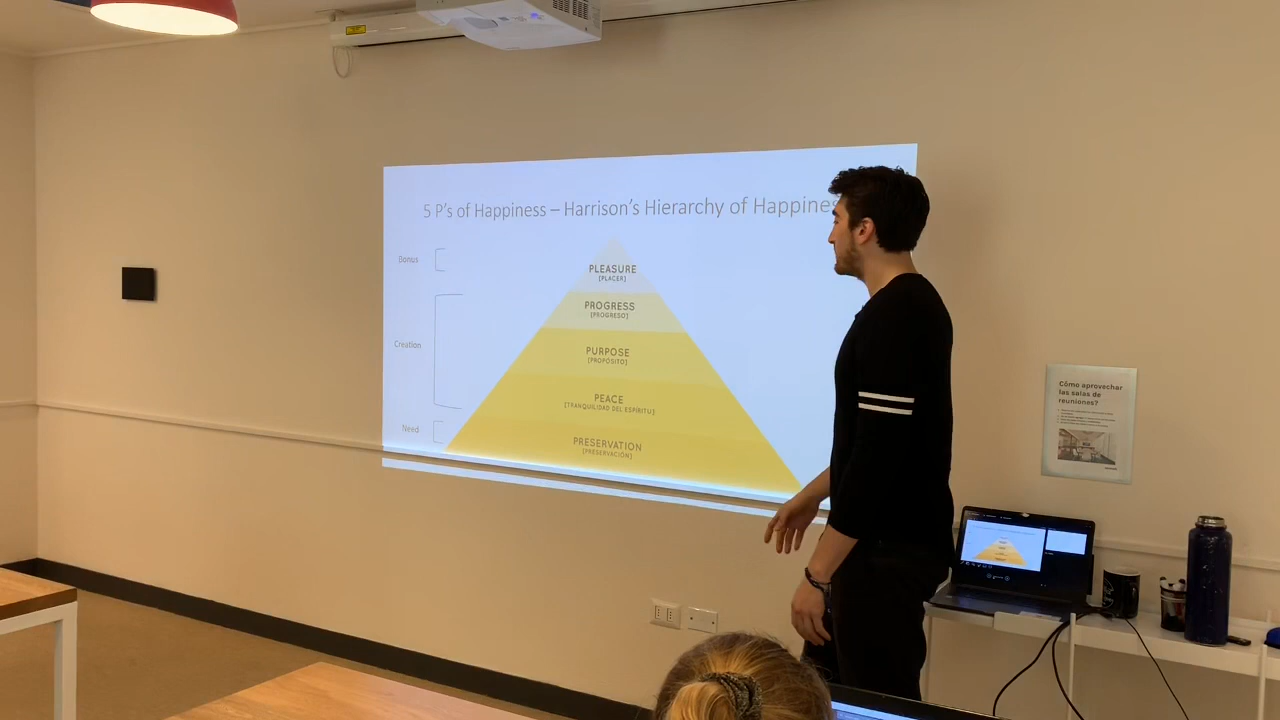 5 P's of Happiness – Harrison's Hierarchy of Happines
Bonus
PLEASURE
[PLACER]
PROGRESS
[PROGRESO]
Creation
PURPOSE
[PROPÓSITO]
PEACE
[TRANQUILIDAD DEL ESPIRITU]
Need
PRESERVATION
[PRESERVACIÓN]
Cómo aprovechar
las salas de
reuniones?